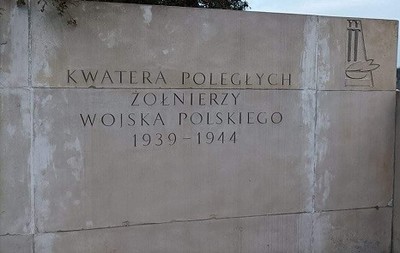 KWATERA POLEGŁYCH
ŻOŁNIERZY
WOJSKA POLSKIEGO
1939-1944